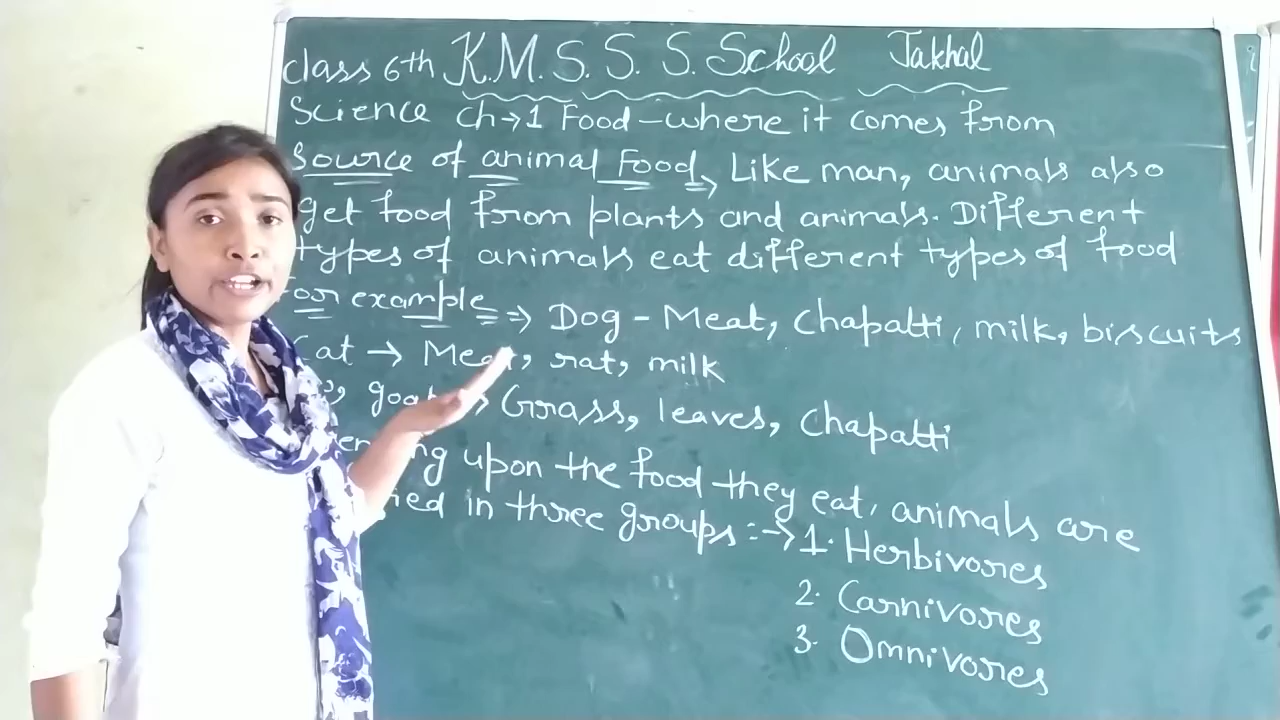 class 6th K.M.S.S.S.School Jakhal
Science ch→1 Food-where it comes from
Source of animal Food → Like man, animals also
get food from plants and animals. Different
types of animals eat different types of food
For example => Dog - Meat, Chapatti, milk, biscuits
Cat → Meat, rat, milk
goat → Grass, leaves, Chapatti
upon the food they eat, animals are
in three groups :→ 1. Herbivores
2. Carnivores
3. Omnivores